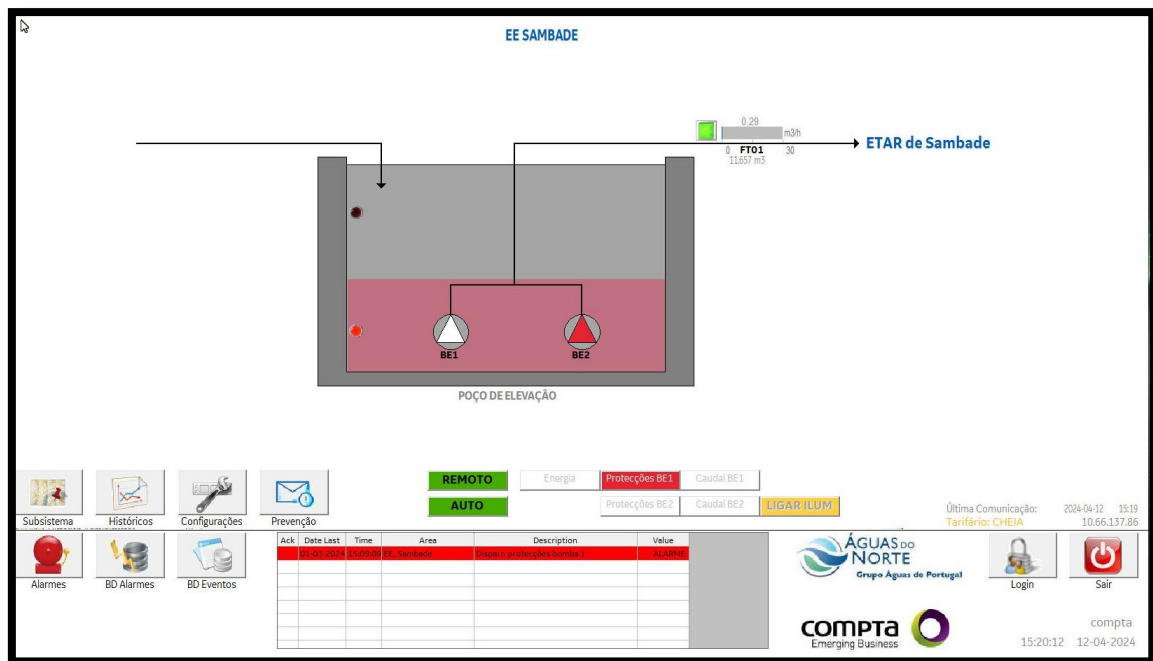 EE SAMBADE
0.29
m3/h
0 FT01 30
11.657 m3
ETAR de Sambade
BE1
BE2
POÇO DE ELEVAÇÃO
REMOTO
Energia
Protecções BE1
Caudal BE1
AUTO
Protecções BE2
Caudal BE2
LIGAR ILUM
Subsistema
Históricos
Configurações
Prevenção
Última Comunicação: 2024-04-12 15:19
Tarifário: CHEIA 10.66.137.86
Ack Date Last Time Area Description Value
01-03-2024 15:09:09 EE_Sambade Disparo protecções bomba 1 ALARME
Alarmes
BD Alarmes
BD Eventos
ÁGUAS DO
NORTE
Grupo Águas de Portugal
Login
Sair
compta
Emerging Business
compta
15:20:12 12-04-2024